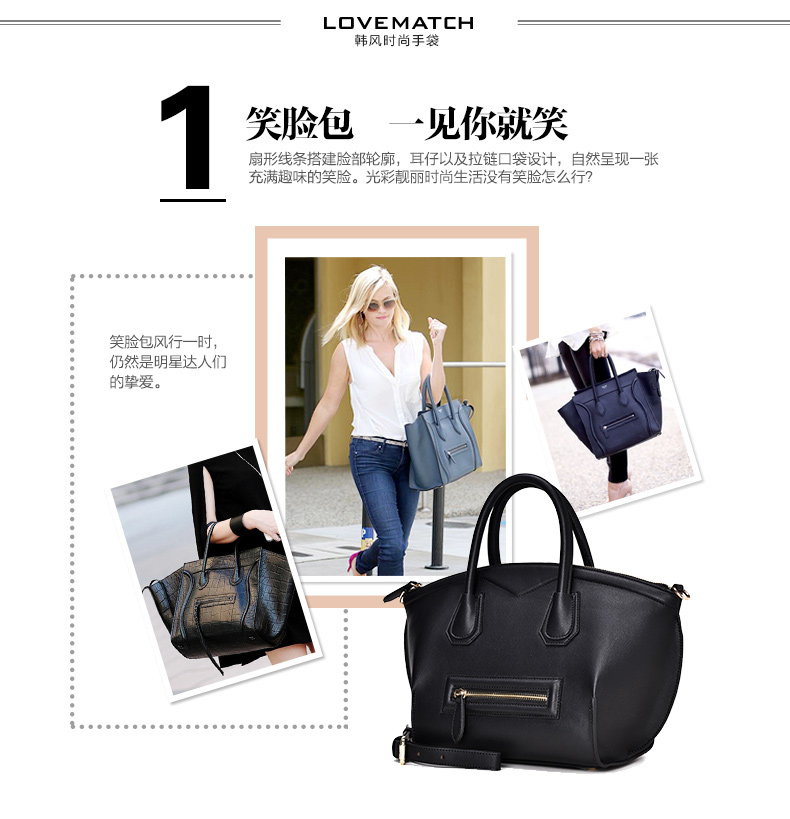 LOVEMATCH
韩风时尚手袋
1
笑脸包 一见你就笑
扇形线条搭建脸部轮廓，耳仔以及拉链口袋设计，自然呈现一张
充满趣味的笑脸。光彩靓丽时尚生活没有笑脸怎么行？
笑脸包风行一时，
仍然是明星达人们
的挚爱。